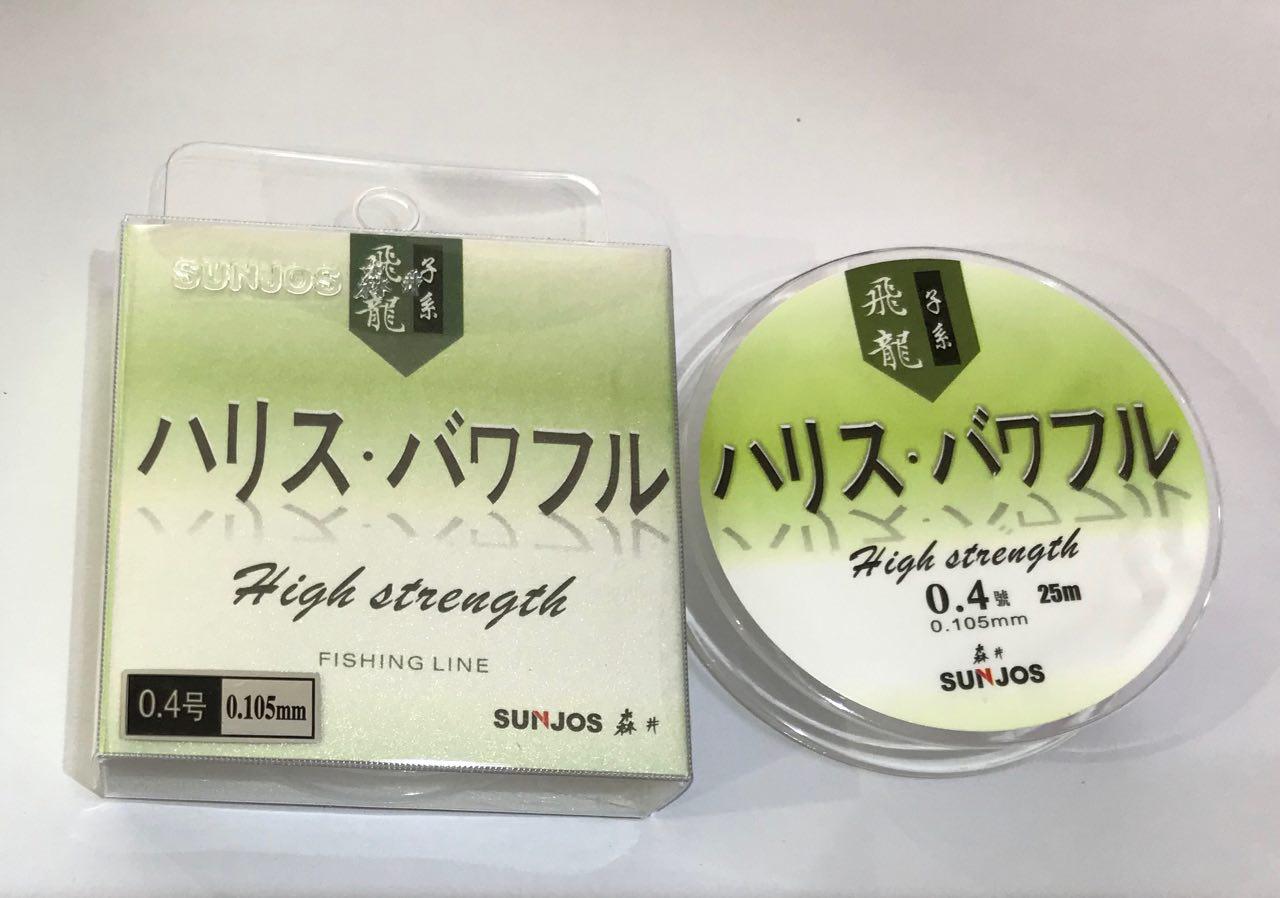 SUNJOS 森井
飛龍 子系
ハリス・バワフル
High strength
FISHING LINE
0.4号 0.105mm
SUNJOS 森井
飛龍 子系
ハリス・バワフル
High strength
0.4號 25m
0.105mm
森井
SUNJOS